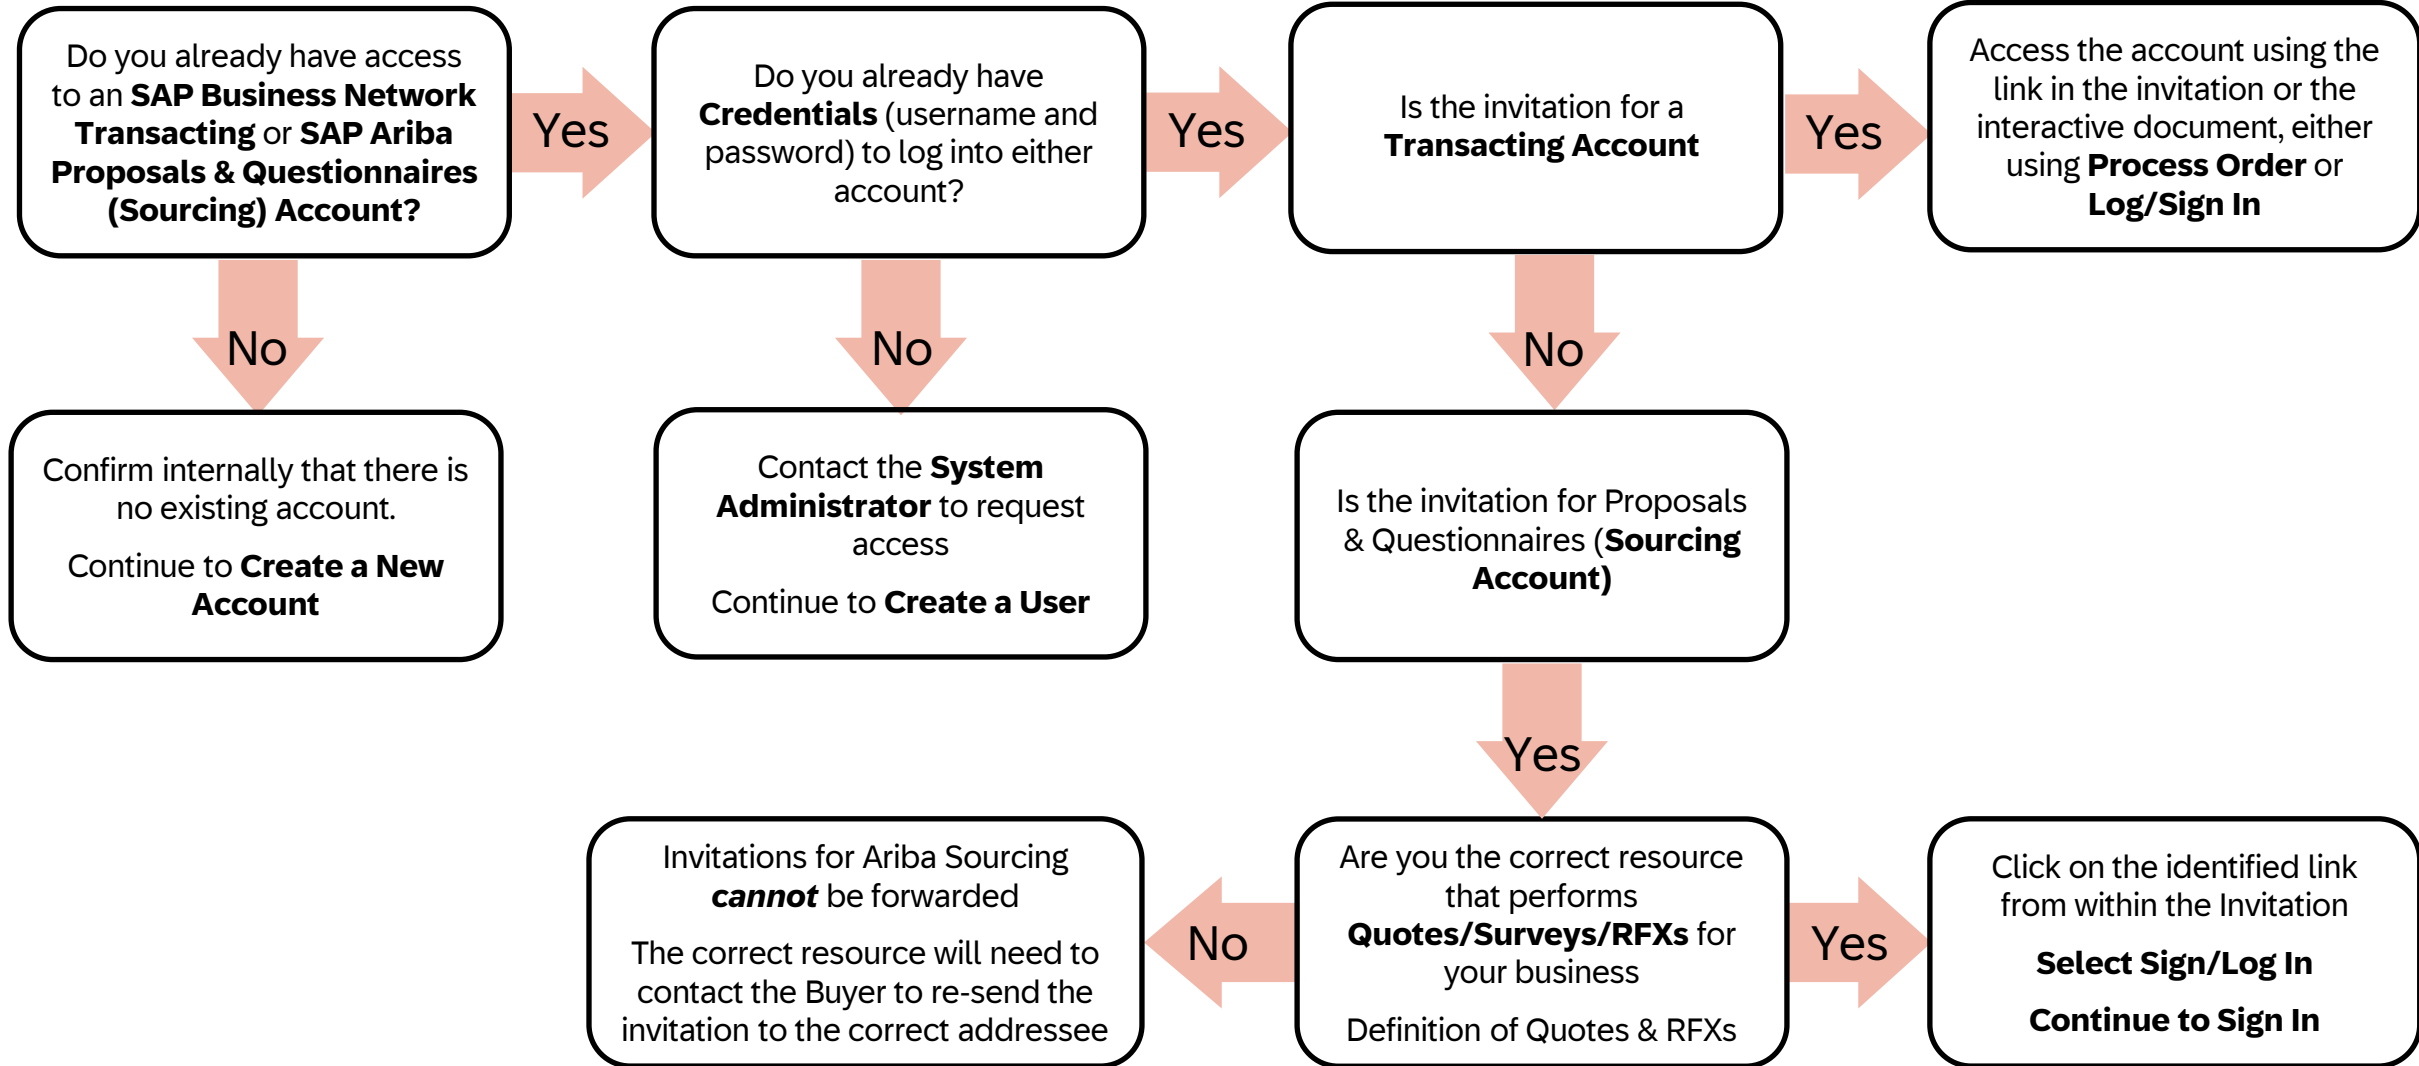 Do you already have access
to an SAP Business Network
Transacting or SAP Ariba
Proposals & Questionnaires
(Sourcing) Account?
Yes
Do you already have
Credentials (username and
password) to log into either
account?
Yes
Is the invitation for a
Transacting Account
Yes
Access the account using the
link in the invitation or the
interactive document, either
using Process Order or
Log/Sign In
No
No
No
Confirm internally that there is
no existing account.
Continue to Create a New
Account
Contact the System
Administrator to request
access
Continue to Create a User
Is the invitation for Proposals
& Questionnaires (Sourcing
Account)
Yes
Invitations for Ariba Sourcing
cannot be forwarded
The correct resource will need to
contact the Buyer to re-send the
invitation to the correct addressee
No
Are you the correct resource
that performs
Quotes/Surveys/RFXs for
your business
Definition of Quotes & RFXs
Yes
Click on the identified link
from within the Invitation
Select Sign/Log In
Continue to Sign In